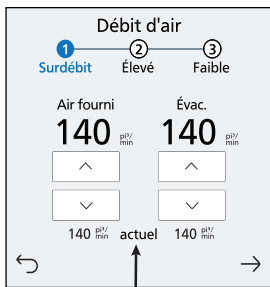 Débit d'air
1 2 3
Surdébit Élevé Faible
Air fourni Évac.
140 pi³/min 140 pi³/min
140 pi³/min actuel 140 pi³/min